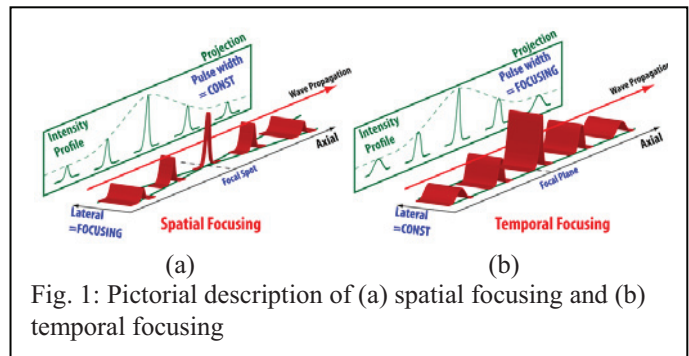 Projection
Pulse width
= CONST
Wave Propagation
Intensity
Profile
Axial
Focal Spot
Lateral
=FOCUSING
Spatial Focusing
(a)
Projection
Pulse width
= FOCUSING
Wave Propagation
Intensity
Profile
Axial
Focal Plane
Lateral
=CONST
Temporal Focusing
(b)
Fig. 1: Pictorial description of (a) spatial focusing and (b)
temporal focusing